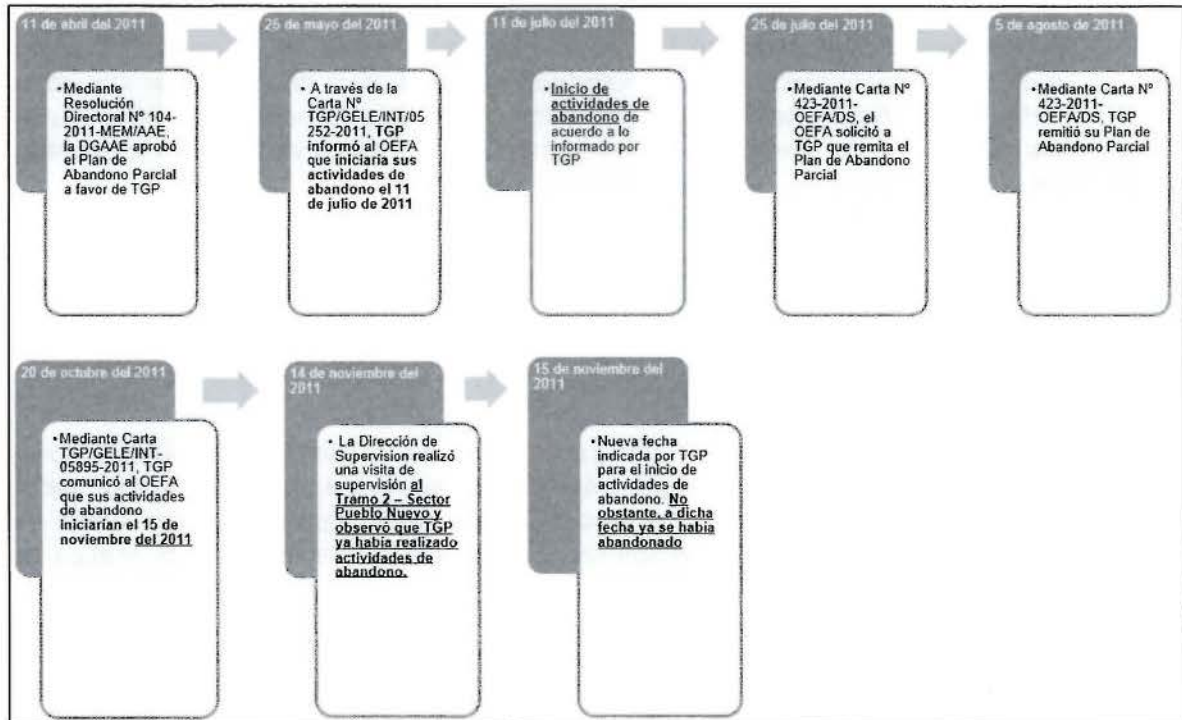 11 de abril del 2011
•Mediante
Resolución
Directoral Nº 104-
2011-MEM/AAE,
la DGAAE aprobó
el Plan de
Abandono Parcial
a favor de TGP
26 de mayo del 2011
• A través de la
Carta Nº
TGP/GELE/INT/05
252-2011, TGP
informó al OEFA
que iniciaría sus
actividades de
abandono el 11
de julio de 2011
11 de julio del 2011
•Inicio de
actividades de
abandono de
acuerdo a lo
informado por
TGP
25 de julio del 2011
•Mediante Carta Nº
423-2011-
OEFA/DS, el
OEFA solicitó a
TGP que remita el
Plan de Abandono
Parcial
5 de agosto de 2011
•Mediante Carta Nº
423-2011-
OEFA/DS, TGP
remitió su Plan de
Abandono Parcial
20 de octubre del 2011
•Mediante Carta
TGP/GELE/INT-
05895-2011, TGP
comunicó al OEFA
que sus actividades
de abandono
iniciarían el 15 de
noviembre del 2011
14 de noviembre del
2011
• La Dirección de
Supervision realizó
una visita de
supervisión al
Tramo 2 – Sector
Pueblo Nuevo y
observó que TGP
ya había realizado
actividades de
abandono.
15 de noviembre del
2011
•Nueva fecha
indicada por TGP
para el inicio de
actividades de
abandono. No
obstante, a dicha
fecha ya se había
abandonado